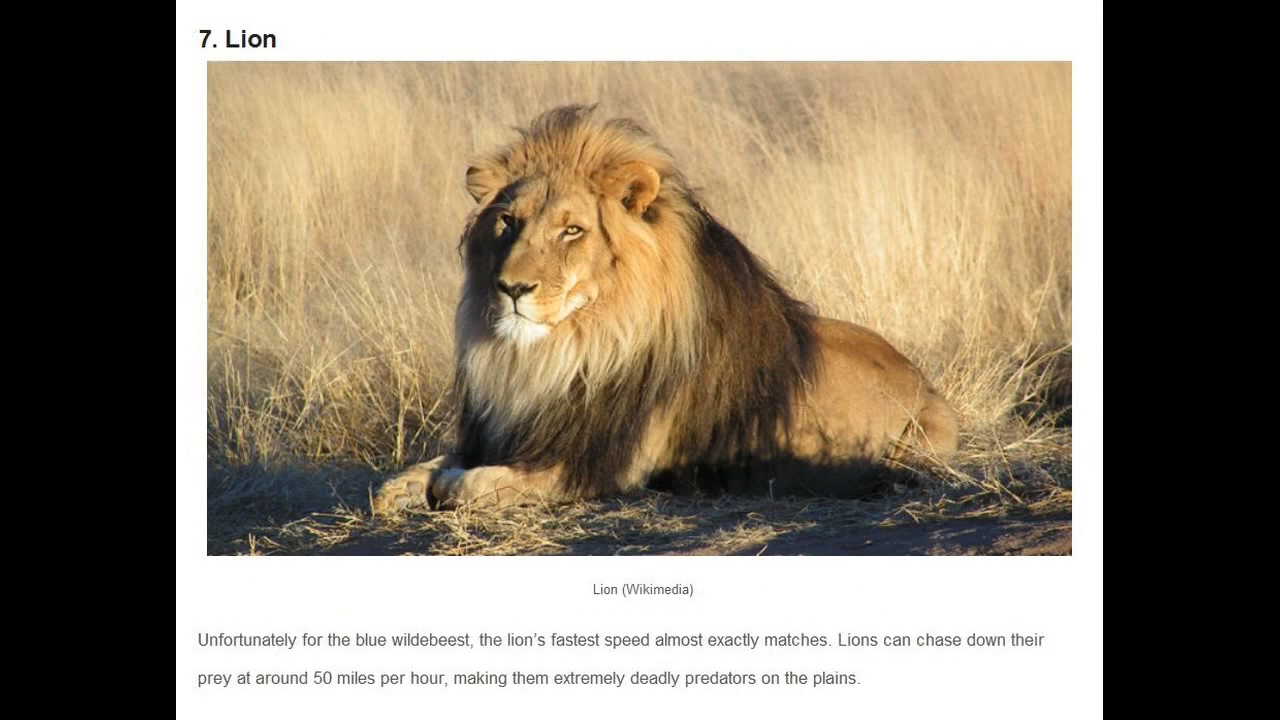 7. Lion
Lion (Wikimedia)
Unfortunately for the blue wildebeest, the lion’s fastest speed almost exactly matches. Lions can chase down their
prey at around 50 miles per hour, making them extremely deadly predators on the plains.